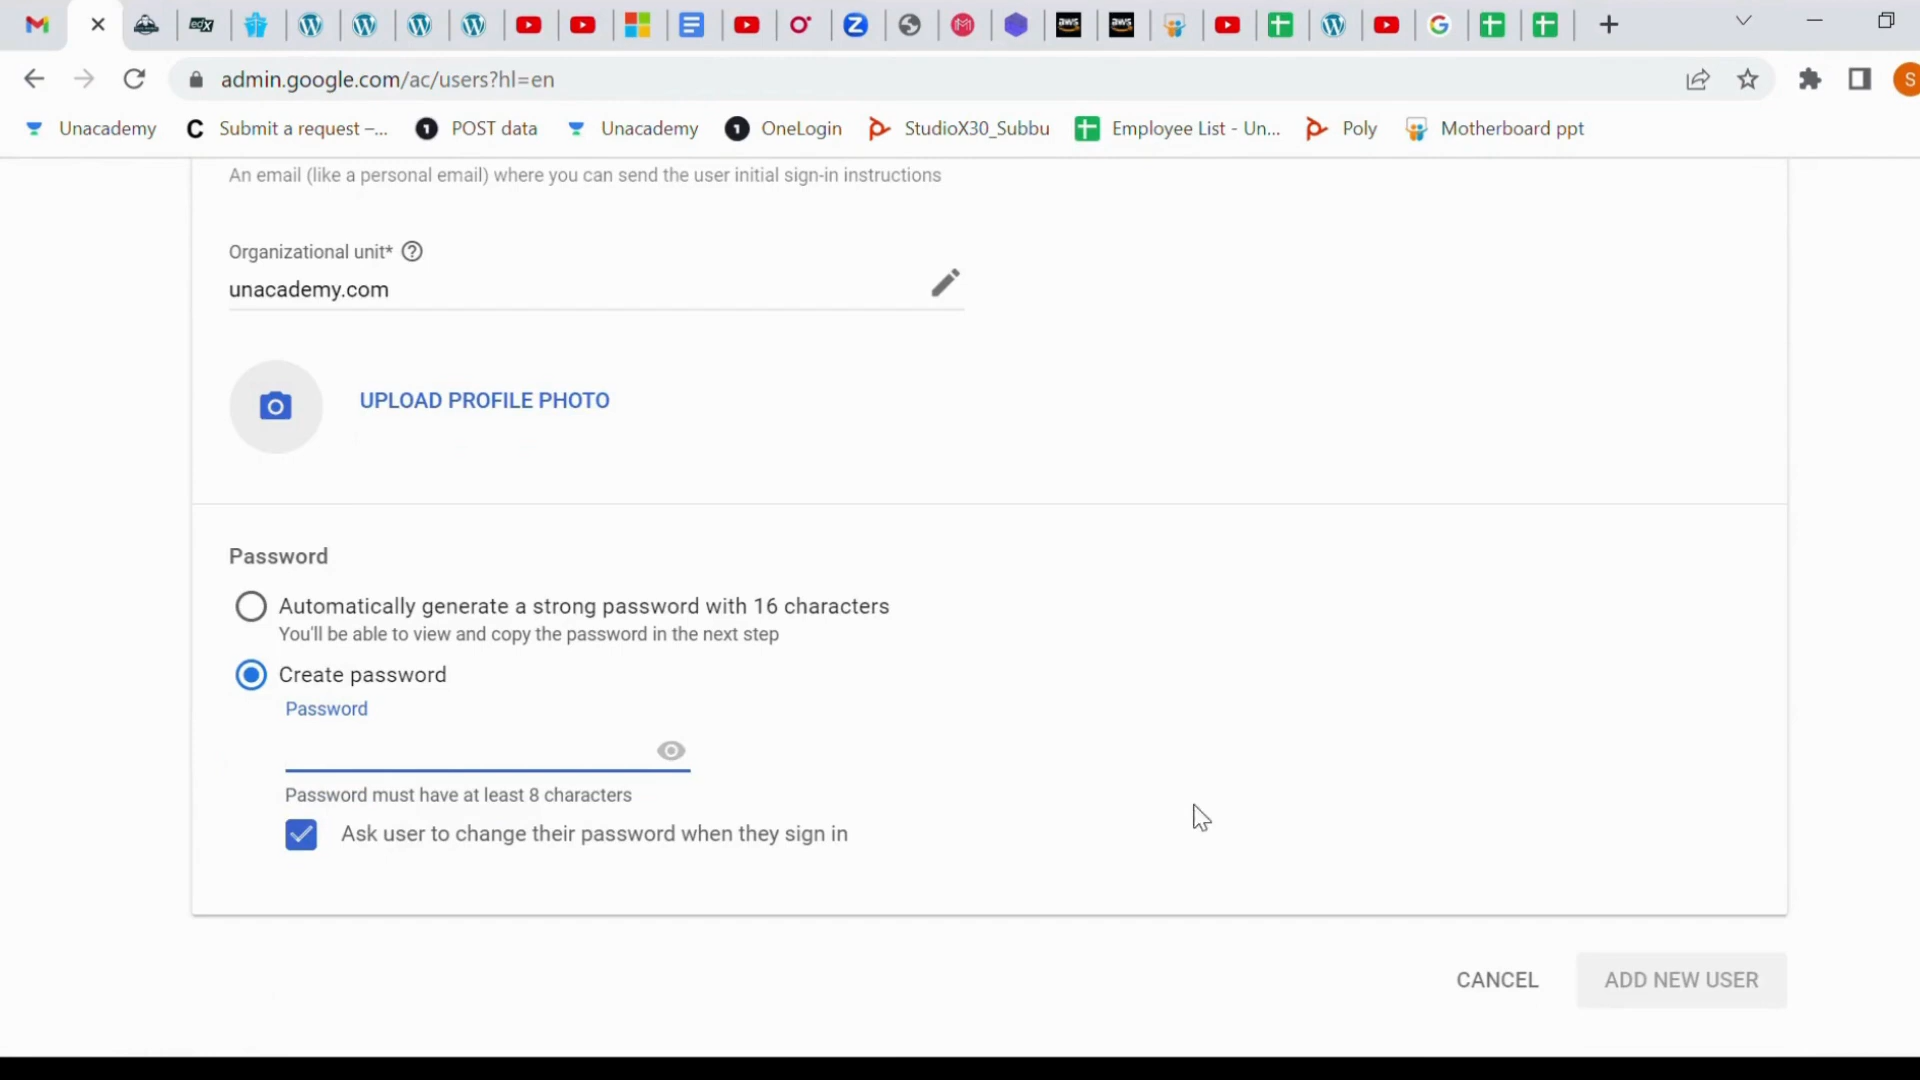 admin.google.com/ac/users?hl=en
S
Unacademy
Submit a request –...
POST data
Unacademy
OneLogin
StudioX30_Subbu
Employee List - Un...
Poly
Motherboard ppt
An email (like a personal email) where you can send the user initial sign-in instructions
Organizational unit*
unacademy.com
UPLOAD PROFILE PHOTO
Password
Automatically generate a strong password with 16 characters
You'll be able to view and copy the password in the next step
Create password
Password
Password must have at least 8 characters
Ask user to change their password when they sign in
CANCEL
ADD NEW USER